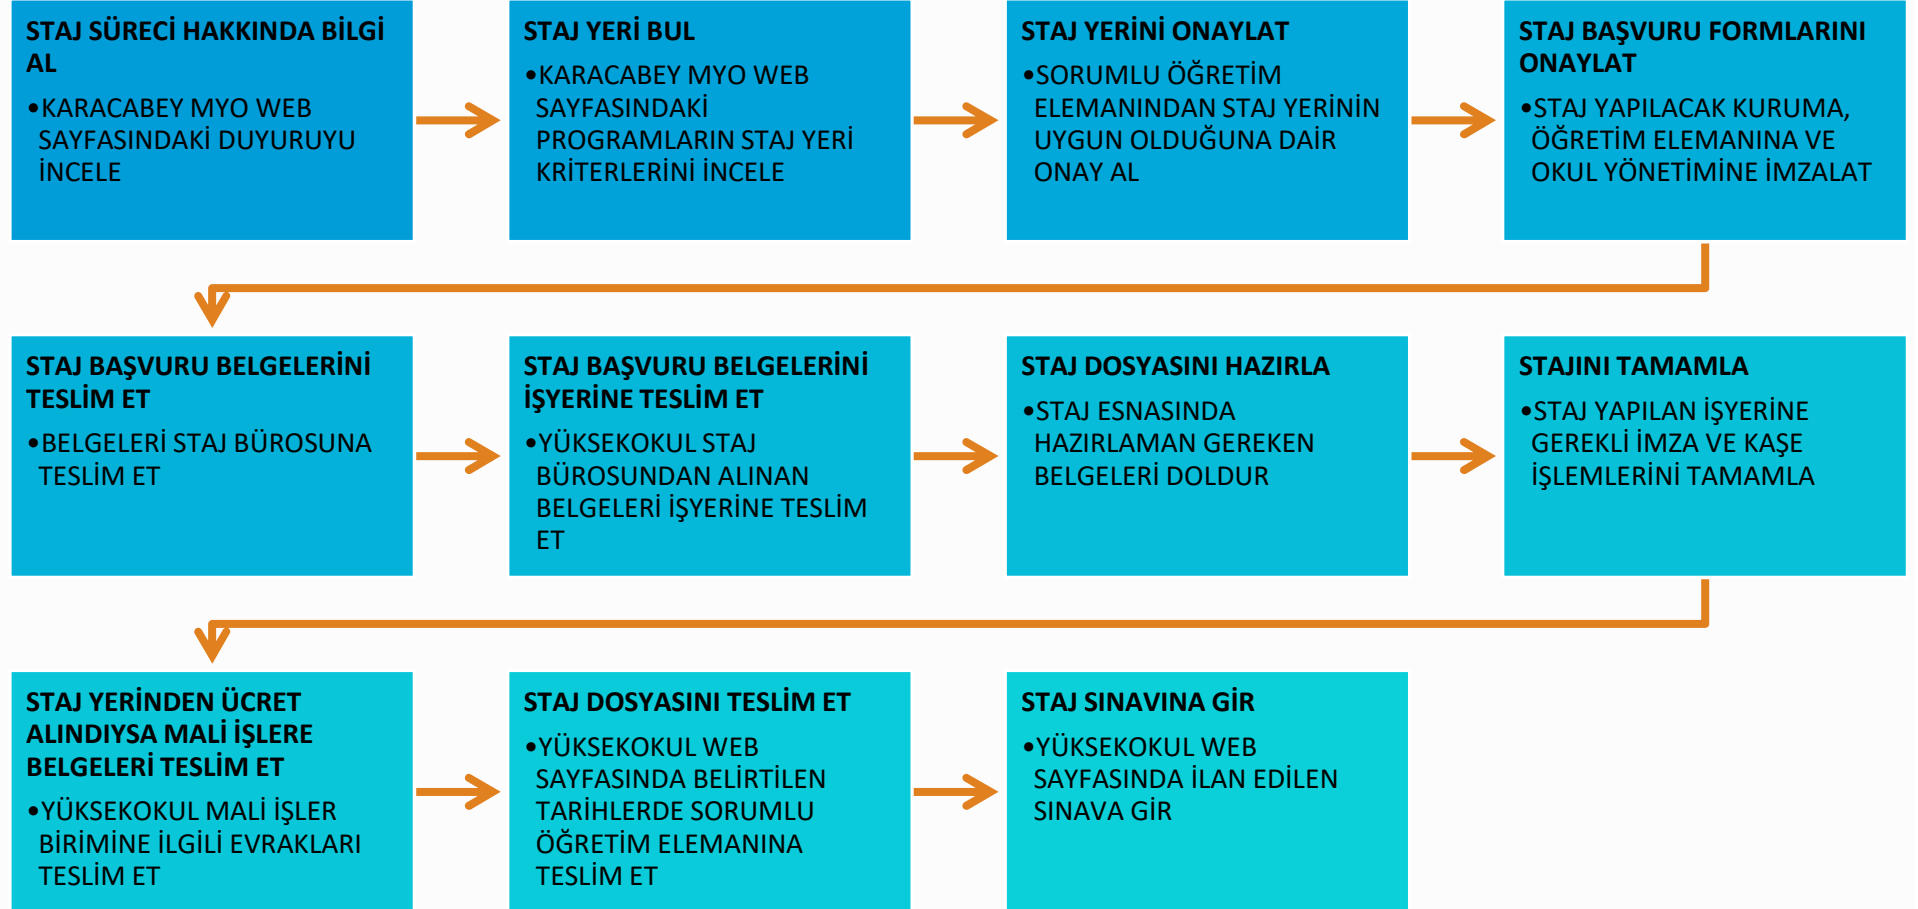 STAJ SÜRECİ HAKKINDA BİLGİ
AL
•KARACABEY MYO WEB
SAYFASINDAKİ DUYURUYU
İNCELE
STAJ YERİ BUL
•KARACABEY MYO WEB
SAYFASINDAKİ
PROGRAMLARIN STAJ YERİ
KRİTERLERİNİ İNCELE
STAJ YERİNİ ONAYLAT
•SORUMLU ÖĞRETİM
ELEMANINDAN STAJ YERİNİN
UYGUN OLDUĞUNA DAİR
ONAY AL
STAJ BAŞVURU FORMLARINI
ONAYLAT
•STAJ YAPILACAK KURUMA,
ÖĞRETİM ELEMANINA VE
OKUL YÖNETİMİNE İMZALAT
STAJ BAŞVURU BELGELERİNİ
TESLİM ET
•BELGELERİ STAJ BÜROSUNA
TESLİM ET
STAJ BAŞVURU BELGELERİNİ
İŞYERİNE TESLİM ET
•YÜKSEKOKUL STAJ
BÜROSUNDAN ALINAN
BELGELERİ İŞYERİNE TESLİM
ET
STAJ DOSYASINI HAZIRLA
•STAJ ESNASINDA
HAZIRLAMAN GEREKEN
BELGELERİ DOLDUR
STAJINI TAMAMLA
•STAJ YAPILAN İŞYERİNE
GEREKLİ İMZA VE KAŞE
İŞLEMLERİNİ TAMAMLA
STAJ YERİNDEN ÜCRET
ALINDIYSA MALİ İŞLERE
BELGELERİ TESLİM ET
•YÜKSEKOKUL MALİ İŞLER
BİRİMİNE İLGİLİ EVRAKLARI
TESLİM ET
STAJ DOSYASINI TESLİM ET
•YÜKSEKOKUL WEB
SAYFASINDA BELİRTİLEN
TARİHLERDE SORUMLU
ÖĞRETİM ELEMANINA
TESLİM ET
STAJ SINAVINA GİR
•YÜKSEKOKUL WEB
SAYFASINDA İLAN EDİLEN
SINAVA GİR